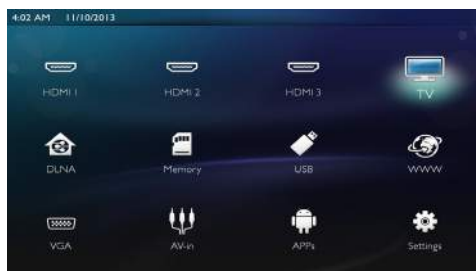 4:02 AM 11/10/2013
HDMI 1 HDMI 2 HDMI 3 TV
DLNA Memory USB WWW
VGA AV-in APPs Settings